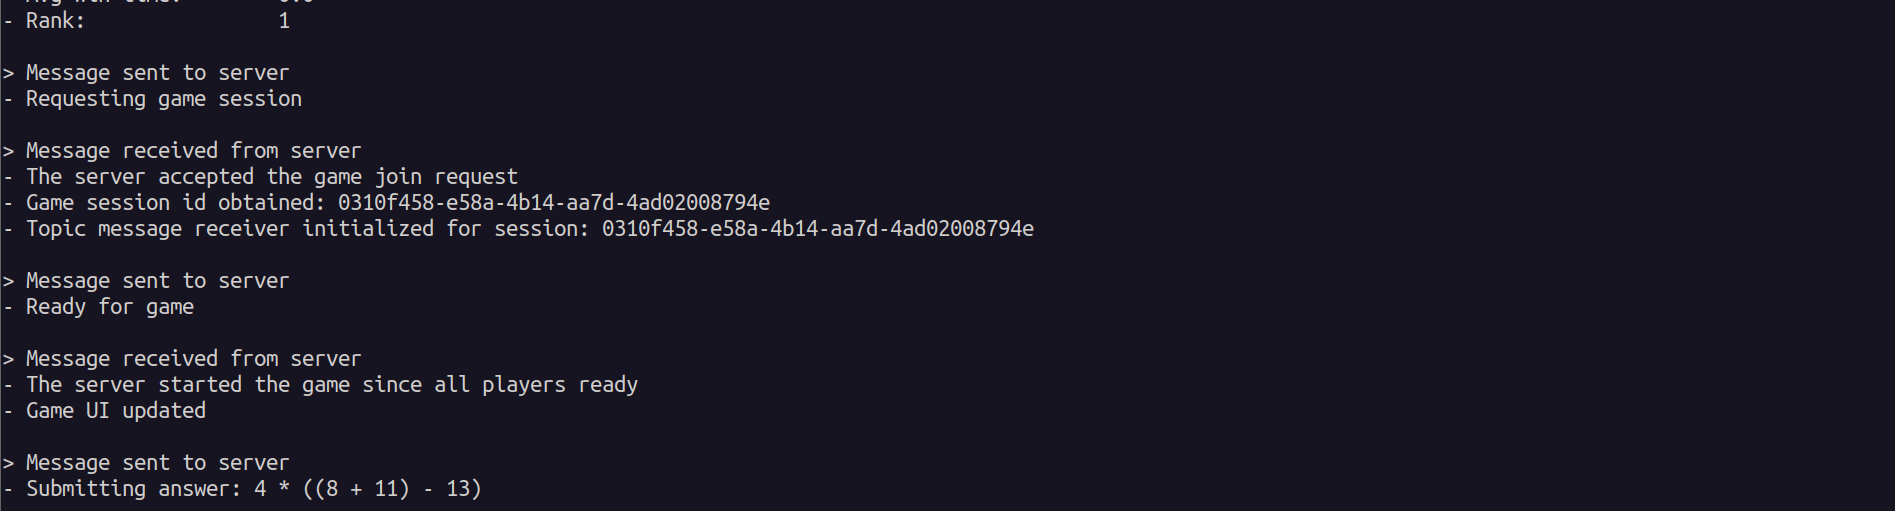 - Rank: 1
> Message sent to server
- Requesting game session
> Message received from server
- The server accepted the game join request
- Game session id obtained: 0310f458-e58a-4b14-aa7d-4ad02008794e
- Topic message receiver initialized for session: 0310f458-e58a-4b14-aa7d-4ad02008794e
> Message sent to server
- Ready for game
> Message received from server
- The server started the game since all players ready
- Game UI updated
> Message sent to server
- Submitting answer: 4 * ((8 + 11) - 13)